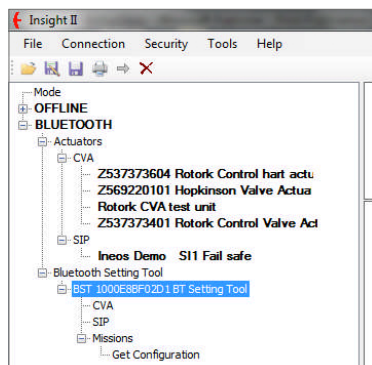 Insight II
File Connection Security Tools Help
Mode
OFFLINE
BLUETOOTH
Actuators
CVA
Z537373604 Rotork Control hart actu
Z569220101 Hopkinson Valve Actua
Rotork CVA test unit
Z537373401 Rotork Control Valve Act
SIP
Ineos Demo SI1 Fail safe
Bluetooth Setting Tool
BST 1000E8BF02D1 BT Setting Tool
CVA
SIP
Missions
Get Configuration